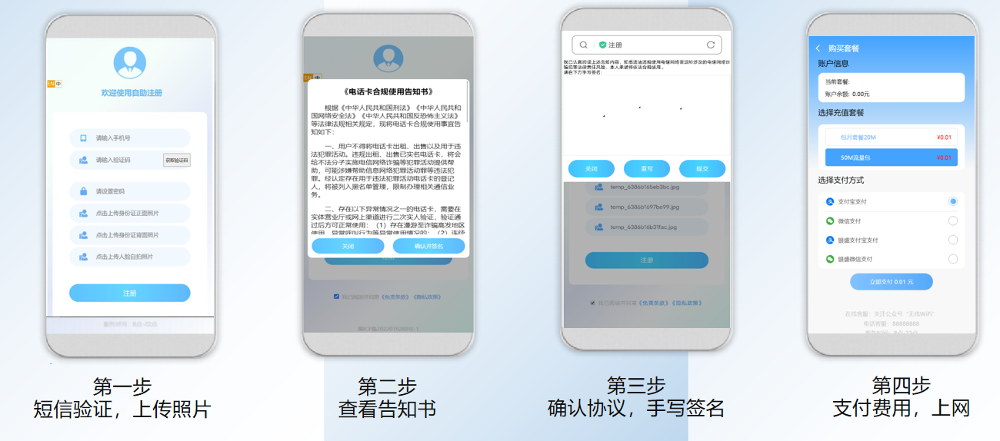 EN 中
欢迎使用自助注册
请输入手机号
请输入验证码
获取验证码
请设置密码
点击上传身份证正面照片
点击上传身份证背面照片
点击上传人脸自拍照片
注册
服务时间：8点-22点
第一步
短信验证，上传照片
EN 中
《电话卡合规使用告知书》
根据《中华人民共和国刑法》《中华人民共和
国网络安全法》《中华人民共和国反恐怖主义法》
等法律法规相关规定，现将电话卡合规使用事宜告
知如下：
一、用户不得将电话卡出租、出售以及用于违
法犯罪活动。违规出租、出售已实名电话卡，将会
给不法分子实施电信网络诈骗等犯罪活动提供帮
助，可能涉嫌帮助信息网络犯罪活动罪等违法犯
罪。经认定存在用于违法犯罪活动电话卡的登记
人，将被列入黑名单管理，限制办理相关通信业
务。
二、存在以下异常情况之一的电话卡，需要在
实体营业厅或网上渠道进行二次实人验证，验证通
过后方可正常使用：（1）存在漫游至诈骗高发地区
使用、异常呼叫行为等异常使用情况的；（2）连续
关闭
确认并签名
我已阅读并同意《免责条款》《隐私政策》
第二步
查看告知书
注册
我已认真阅读上述告知内容，知悉违法违规使用电信网络资源所涉及的电信网络诈
骗犯罪法律责任风险，本人承诺将依法合规使用。
请在下方手写签名:
关闭
重写
提交
temp_6386b165eb3bc.jpg
temp_6386b1697be99.jpg
temp_6386b16b31fac.jpg
注册
我已阅读并同意《免责条款》《隐私政策》
第三步
确认协议，手写签名
购买套餐
账户信息
当前套餐:
账户余额: 0.00元
选择充值套餐
包月套餐20M ¥0.01
50M流量包 ¥0.01
选择支付方式
支付宝支付
微信支付
银盛支付宝支付
银盛微信支付
立即支付 0.01 元
在线客服：关注公众号“无线WiFi”
电话客服：88888888
服务时间：8点-22点
第四步
支付费用，上网